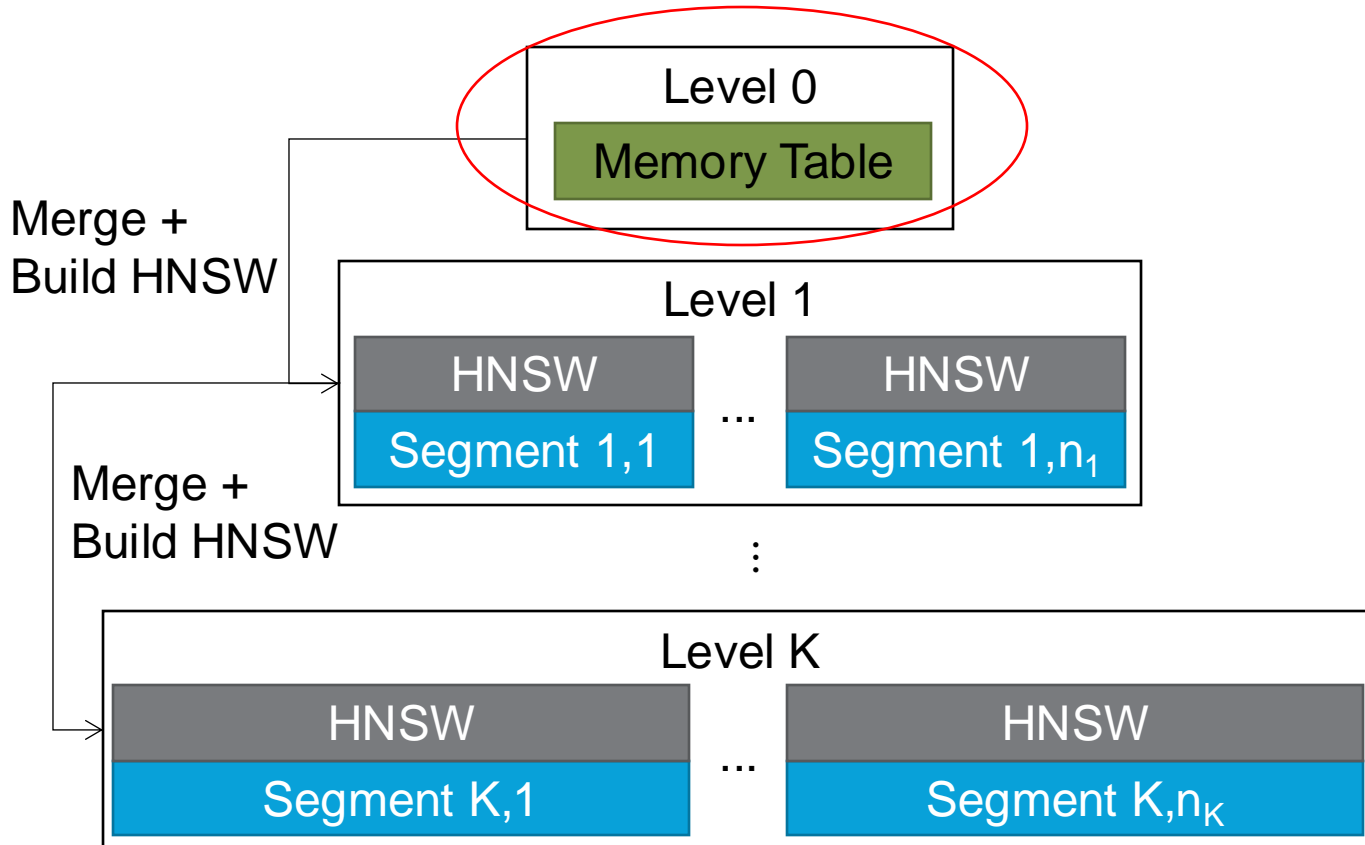 Level 0
Memory Table
Merge +
Build HNSW
Level 1
HNSW ... HNSW
Segment 1,1 Segment 1,n₁
Merge +
Build HNSW
⋮
Level K
HNSW ... HNSW
Segment K,1 Segment K,n_K